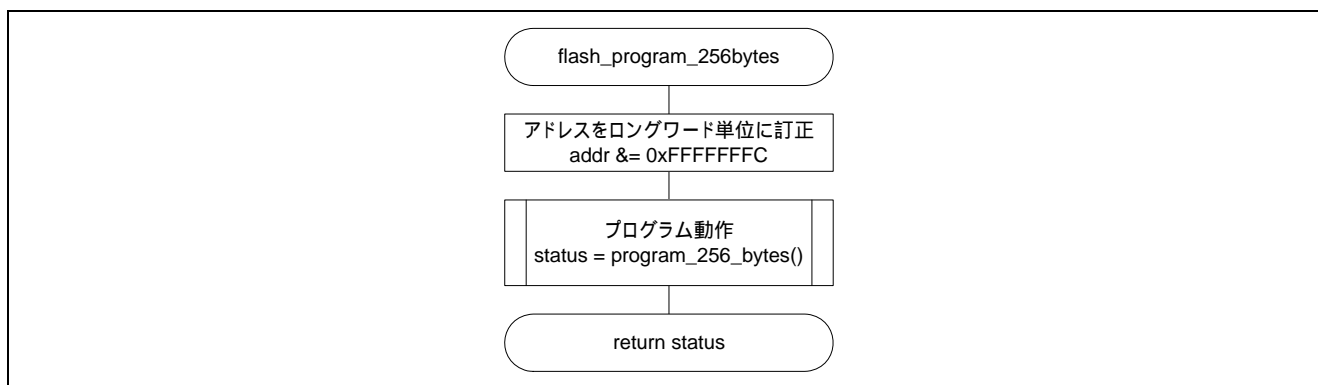 flash_program_256bytes
アドレスをロングワード単位に訂正
addr &= 0xFFFFFFFC
プログラム動作
status = program_256_bytes()
return status